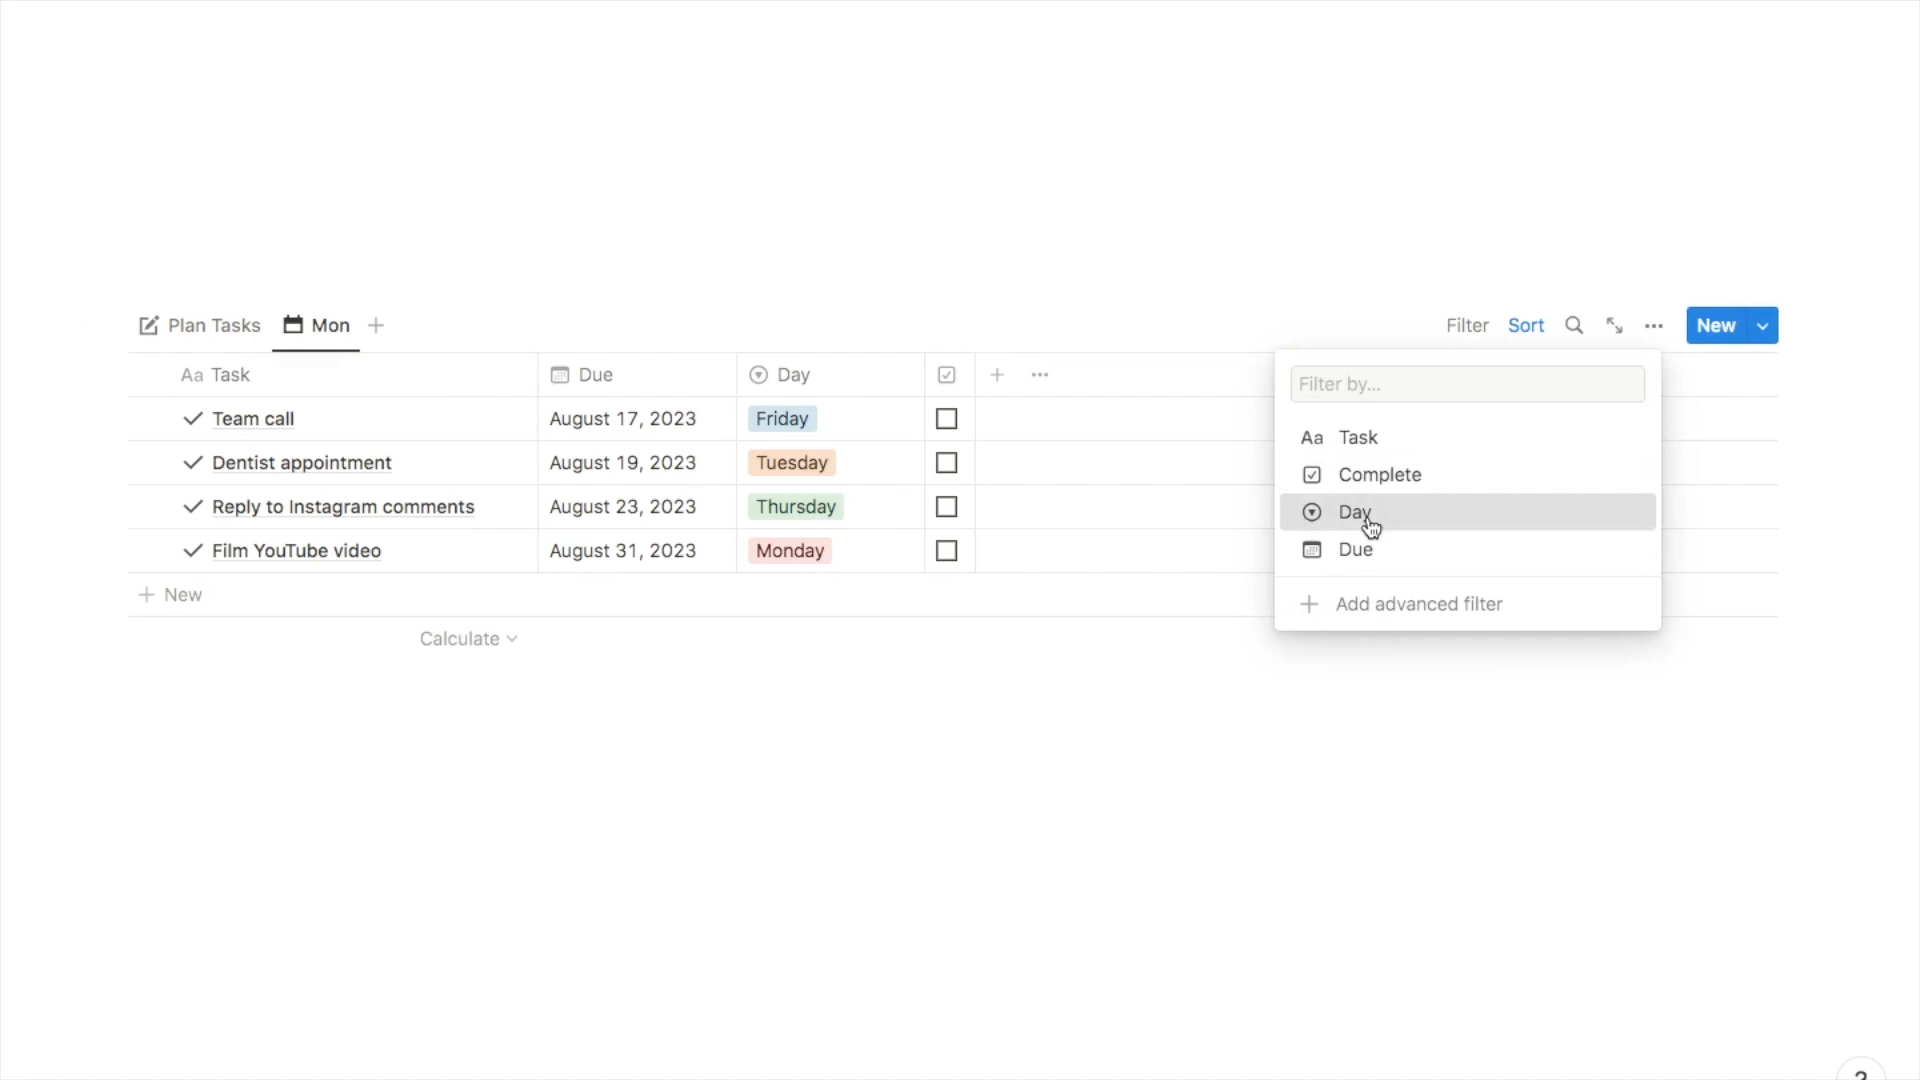 Plan Tasks Mon Filter Sort New
Aa Task Due Day
Team call August 17, 2023 Friday
Dentist appointment August 19, 2023 Tuesday
Reply to Instagram comments August 23, 2023 Thursday
Film YouTube video August 31, 2023 Monday
New
Calculate
Filter by...
Aa Task
Complete
Day
Due
Add advanced filter
?